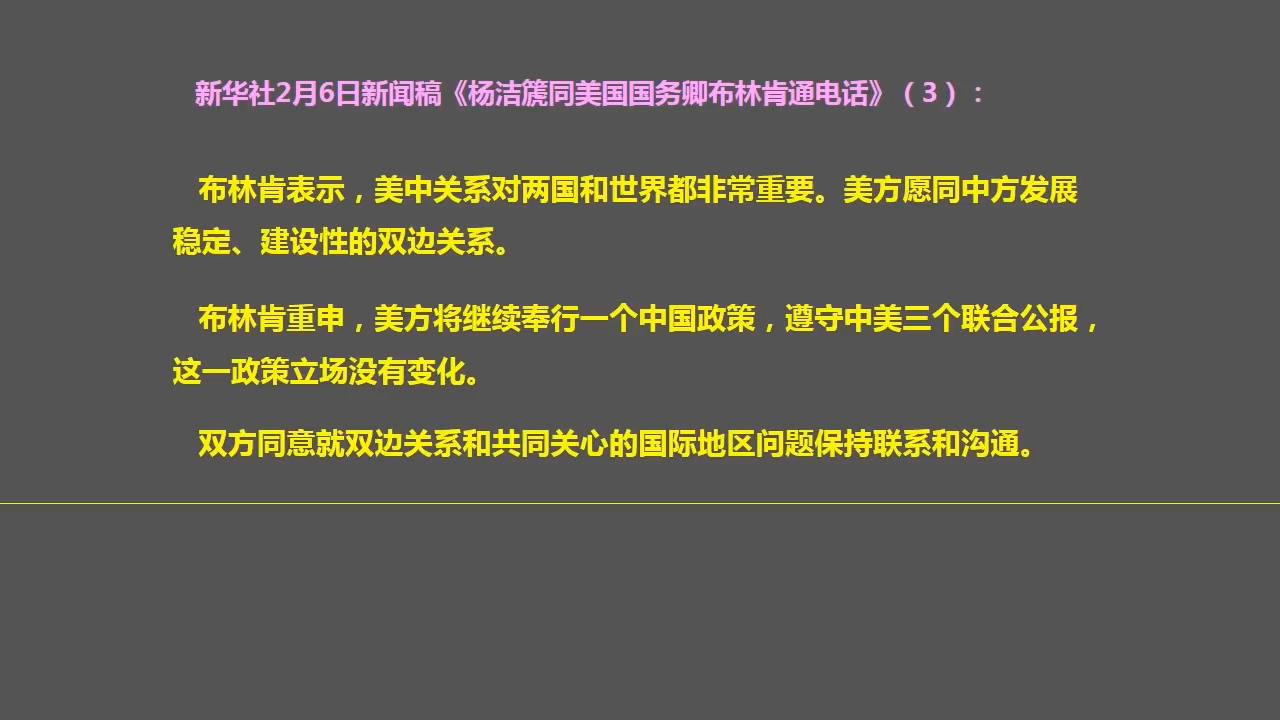 新华社2月6日新闻稿《杨洁篪同美国国务卿布林肯通电话》（3）：
布林肯表示，美中关系对两国和世界都非常重要。美方愿同中方发展
稳定、建设性的双边关系。
布林肯重申，美方将继续奉行一个中国政策，遵守中美三个联合公报，
这一政策立场没有变化。
双方同意就双边关系和共同关心的国际地区问题保持联系和沟通。